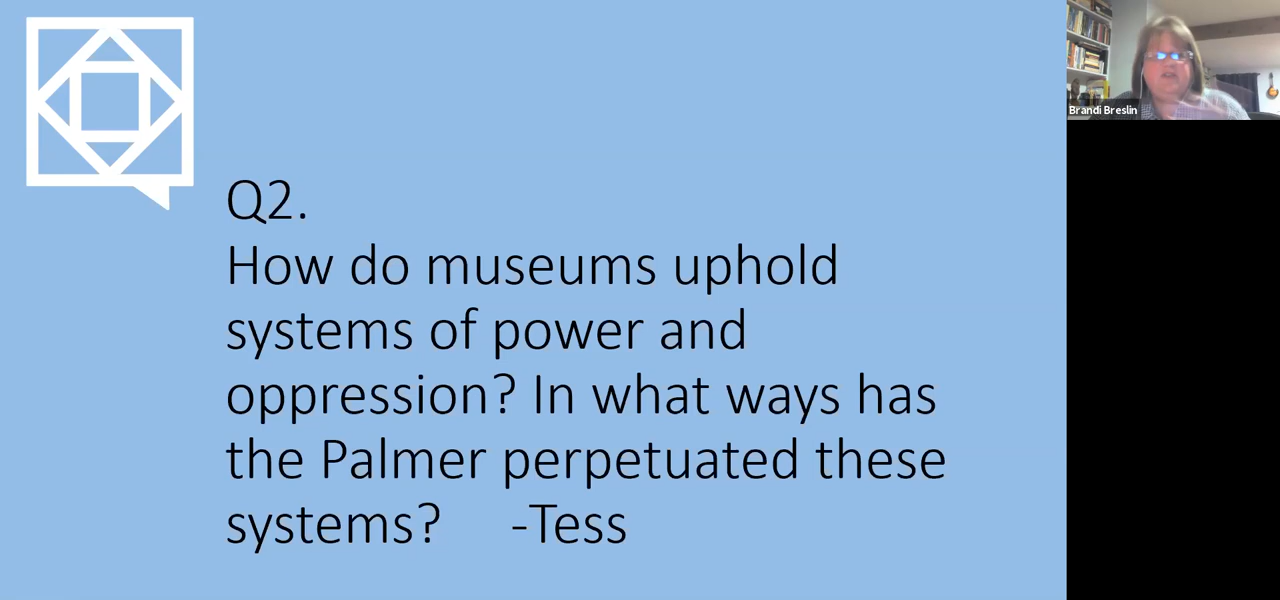 Q2.
How do museums uphold
systems of power and
oppression? In what ways has
the Palmer perpetuated these
systems? -Tess
Brandi Breslin